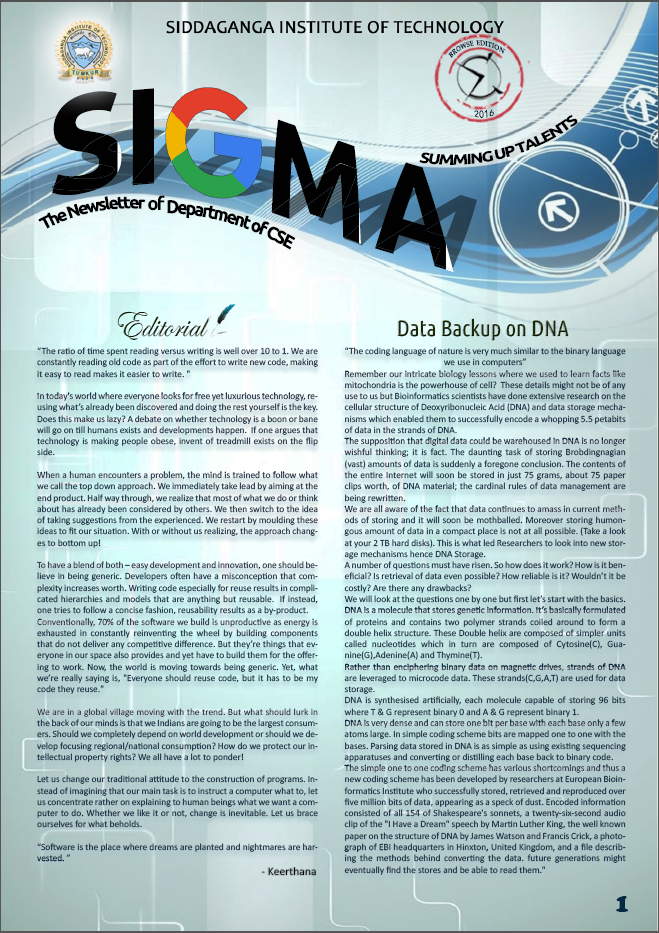 SIDDAGANGA INSTITUTE OF TECHNOLOGY
SIDDAGANGA INSTITUTE OF TECHNOLOGY
TUMKUR
BROWSE EDITION
2016
SIGMA
SUMMING UP TALENTS
The Newsletter of Department of CSE
Editorial
"The ratio of time spent reading versus writing is well over 10 to 1. We are
constantly reading old code as part of the effort to write new code, making
it easy to read makes it easier to write. "
In today's world where everyone looks for free yet luxurious technology, re-
using what's already been discovered and doing the rest yourself is the key.
Does this make us lazy? A debate on whether technology is a boon or bane
will go on till humans exists and developments happen. If one argues that
technology is making people obese, invent of treadmill exists on the flip
side.
When a human encounters a problem, the mind is trained to follow what
we call the top down approach. We immediately take lead by aiming at the
end product. Half way through, we realize that most of what we do or think
about has already been considered by others. We then switch to the idea
of taking suggestions from the experienced. We restart by moulding these
ideas to fit our situation. With or without us realizing, the approach chang-
es to bottom up!
To have a blend of both – easy development and innovation, one should be-
lieve in being generic. Developers often have a misconception that com-
plexity increases worth. Writing code especially for reuse results in compli-
cated hierarchies and models that are anything but reusable. If instead,
one tries to follow a concise fashion, reusability results as a by-product.
Conventionally, 70% of the software we build is unproductive as energy is
exhausted in constantly reinventing the wheel by building components
that do not deliver any competitive difference. But they're things that ev-
eryone in our space also provides and yet have to build them for the offer-
ing to work. Now, the world is moving towards being generic. Yet, what
we're really saying is, "Everyone should reuse code, but it has to be my
code they reuse."
We are in a global village moving with the trend. But what should lurk in
the back of our minds is that we Indians are going to be the largest consum-
ers. Should we completely depend on world development or should we de-
velop focusing regional/national consumption? How do we protect our in-
tellectual property rights? We all have a lot to ponder!
Let us change our traditional attitude to the construction of programs. In-
stead of imagining that our main task is to instruct a computer what to, let
us concentrate rather on explaining to human beings what we want a com-
puter to do. Whether we like it or not, change is inevitable. Let us brace
ourselves for what beholds.
"Software is the place where dreams are planted and nightmares are har-
vested. "
- Keerthana
Data Backup on DNA
"The coding language of nature is very much similar to the binary language
we use in computers"
Remember our intricate biology lessons where we used to learn facts like
mitochondria is the powerhouse of cell? These details might not be of any
use to us but Bioinformatics scientists have done extensive research on the
cellular structure of Deoxyribonucleic Acid (DNA) and data storage mecha-
nisms which enabled them to successfully encode a whopping 5.5 petabits
of data in the strands of DNA.
The supposition that digital data could be warehoused in DNA is no longer
wishful thinking; it is fact. The daunting task of storing Brobdingnagian
(vast) amounts of data is suddenly a foregone conclusion. The contents of
the entire Internet will soon be stored in just 75 grams, about 75 paper
clips worth, of DNA material; the cardinal rules of data management are
being rewritten.
We are all aware of the fact that data continues to amass in current meth-
ods of storing and it will soon be mothballed. Moreover storing humon-
gous amount of data in a compact place is not at all possible. (Take a look
at your 2 TB hard disks). This is what led Researchers to look into new stor-
age mechanisms hence DNA Storage.
A number of questions must have risen. So how does it work? How is it ben-
eficial? Is retrieval of data even possible? How reliable is it? Wouldn't it be
costly? Are there any drawbacks?
We will look at the questions one by one but first let's start with the basics.
DNA is a molecule that stores genetic information. It's basically formulated
of proteins and contains two polymer strands coiled around to form a
double helix structure. These Double helix are composed of simpler units
called nucleotides which in turn are composed of Cytosine(C), Gua-
nine(G),Adenine(A) and Thymine(T).
Rather than enciphering binary data on magnetic drives, strands of DNA
are leveraged to microcode data. These strands(C,G,A,T) are used for data
storage.
DNA is synthesised artificially, each molecule capable of storing 96 bits
where T & G represent binary 0 and A & G represent binary 1.
DNA is very dense and can store one bit per base with each base only a few
atoms large. In simple coding scheme bits are mapped one to one with the
bases. Parsing data stored in DNA is as simple as using existing sequencing
apparatuses and converting or distilling each base back to binary code.
The simple one to one coding scheme has various shortcomings and thus a
new coding scheme has been developed by researchers at European Bioin-
formatics Institute who successfully stored, retrieved and reproduced over
five million bits of data, appearing as a speck of dust. Encoded information
consisted of all 154 of Shakespeare's sonnets, a twenty-six-second audio
clip of the "I Have a Dream" speech by Martin Luther King, the well known
paper on the structure of DNA by James Watson and Francis Crick, a photo-
graph of EBI headquarters in Hinxton, United Kingdom, and a file describ-
ing the methods behind converting the data. future generations might
eventually find the stores and be able to read them."
1